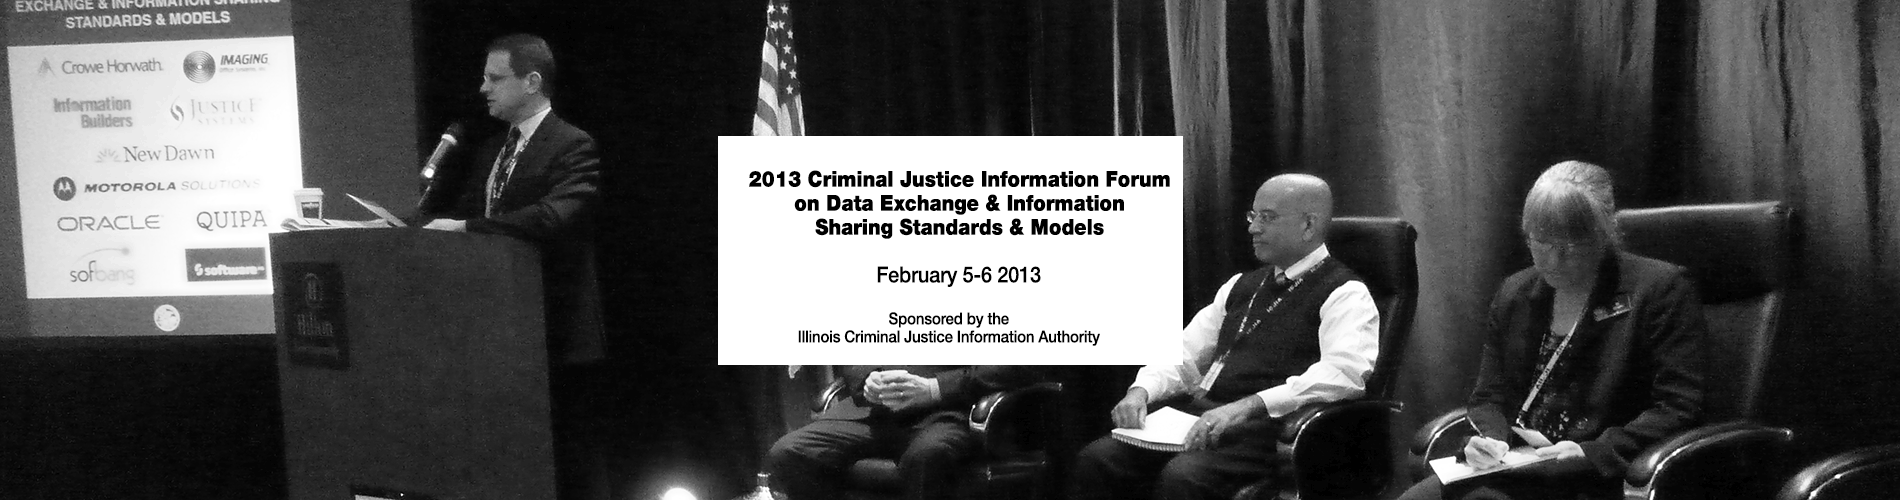 EXCHANGE & INFORMATION SHARING
STANDARDS & MODELS
Crowe Horwath
IMAGING
Information
Builders
JUSTICE
SYSTEMS
New Dawn
MOTOROLA SOLUTIONS
ORACLE
QUIPA
sofbang
software
Hilton
2013 Criminal Justice Information Forum
on Data Exchange & Information
Sharing Standards & Models
February 5-6 2013
Sponsored by the
Illinois Criminal Justice Information Authority